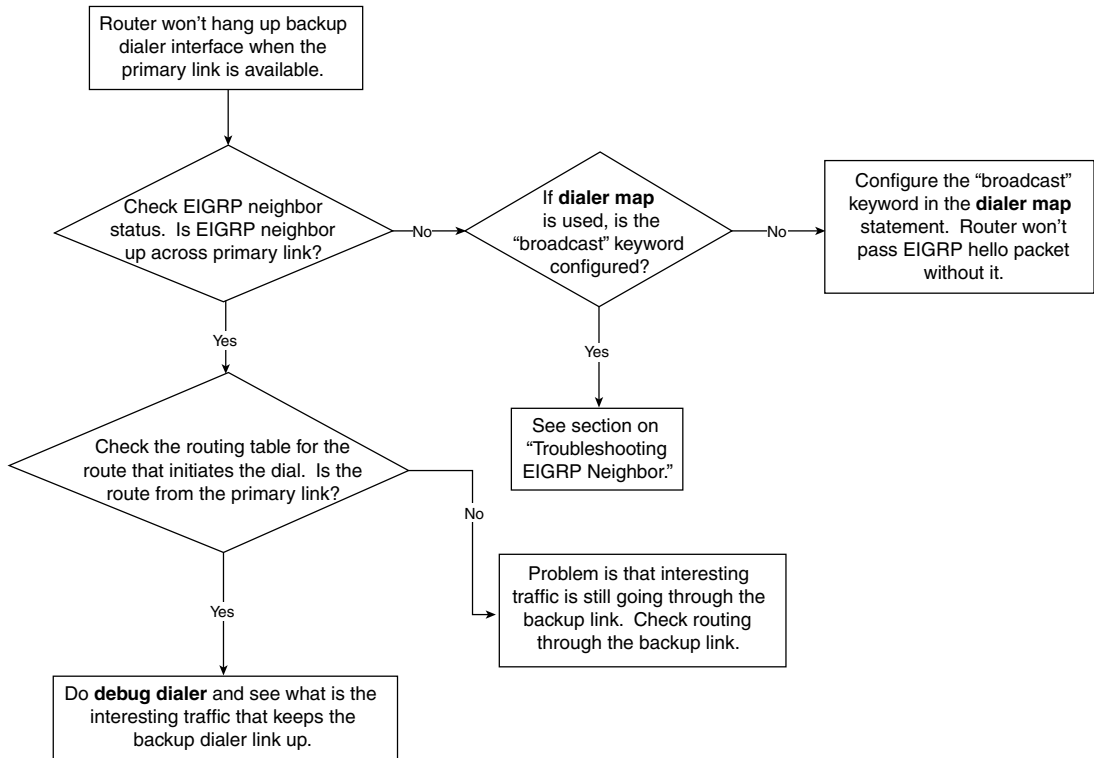 Router won't hang up backup
dialer interface when the
primary link is available.
Check EIGRP neighbor
status. Is EIGRP neighbor
up across primary link?
No
If dialer map
is used, is the
“broadcast” keyword
configured?
No
Configure the “broadcast”
keyword in the dialer map
statement. Router won't
pass EIGRP hello packet
without it.
Yes
Yes
See section on
“Troubleshooting
EIGRP Neighbor.”
Check the routing table for the
route that initiates the dial. Is the
route from the primary link?
No
Problem is that interesting
traffic is still going through the
backup link. Check routing
through the backup link.
Yes
Do debug dialer and see what is the
interesting traffic that keeps the
backup dialer link up.